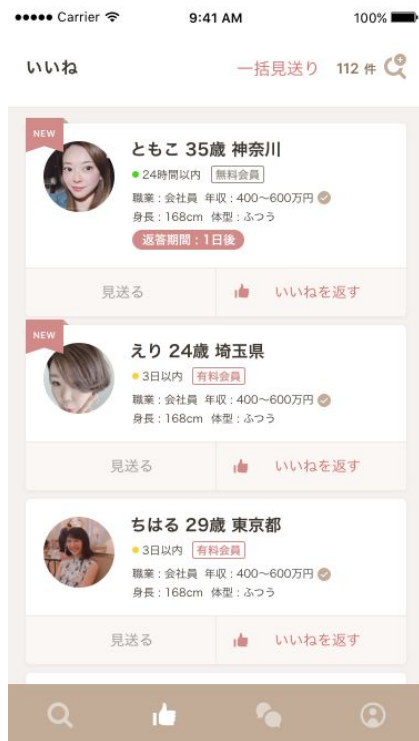 Carrier 9:41 AM 100%
いいね 一括見送り 112 件
NEW
ともこ 35歳 神奈川
24時間以内 無料会員
職業：会社員 年収：400〜600万円
身長：168cm 体型：ふつう
返答期間：1日後
見送る いいねを返す
NEW
えり 24歳 埼玉県
3日以内 有料会員
職業：会社員 年収：400〜600万円
身長：168cm 体型：ふつう
見送る いいねを返す
ちはる 29歳 東京都
3日以内 有料会員
職業：会社員 年収：400〜600万円
身長：168cm 体型：ふつう
見送る いいねを返す